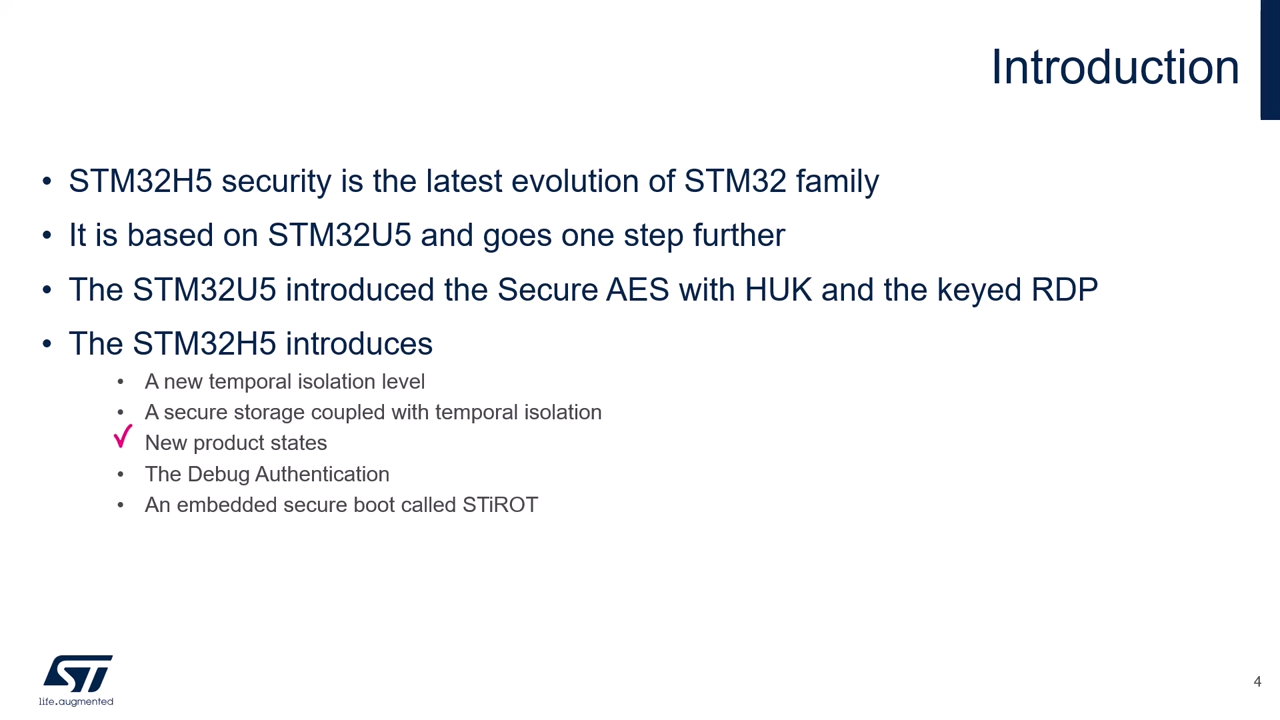 Introduction
• STM32H5 security is the latest evolution of STM32 family
• It is based on STM32U5 and goes one step further
• The STM32U5 introduced the Secure AES with HUK and the keyed RDP
• The STM32H5 introduces
• A new temporal isolation level
• A secure storage coupled with temporal isolation
✓ New product states
• The Debug Authentication
• An embedded secure boot called STiROT
ST
life.augmented
4